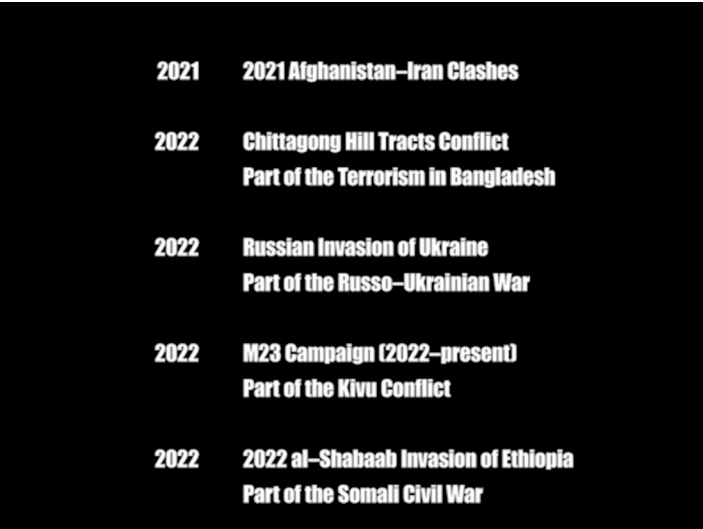 2021 2021 Afghanistan–Iran Clashes
2022 Chittagong Hill Tracts Conflict
Part of the Terrorism in Bangladesh
2022 Russian Invasion of Ukraine
Part of the Russo–Ukrainian War
2022 M23 Campaign (2022–present)
Part of the Kivu Conflict
2022 2022 al–Shabaab Invasion of Ethiopia
Part of the Somali Civil War